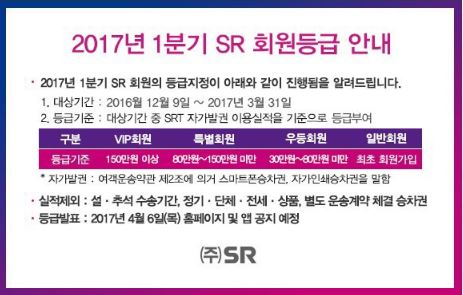 2017년 1분기 SR 회원등급 안내
· 2017년 1분기 SR 회원의 등급지정이 아래와 같이 진행됨을 알려드립니다.
1. 대상기간 : 2016월 12월 9일 ~ 2017년 3월 31일
2. 등급기준 : 대상기간 중 SRT 자가발권 이용실적을 기준으로 등급부여
구분 VIP회원 특별회원 우등회원 일반회원
등급기준 150만원 이상 80만원~150만원 미만 30만원~80만원 미만 최초 회원가입
* 자가발권 : 여객운송약관 제2조에 의거 스마트폰승차권, 자가인쇄승차권을 말함
· 실적제외 : 설·추석 수송기간, 정기·단체·전세·상품, 별도 운송계약 체결 승차권
· 등급발표 : 2017년 4월 6일(목) 홈페이지 및 앱 공지 예정
㈜SR